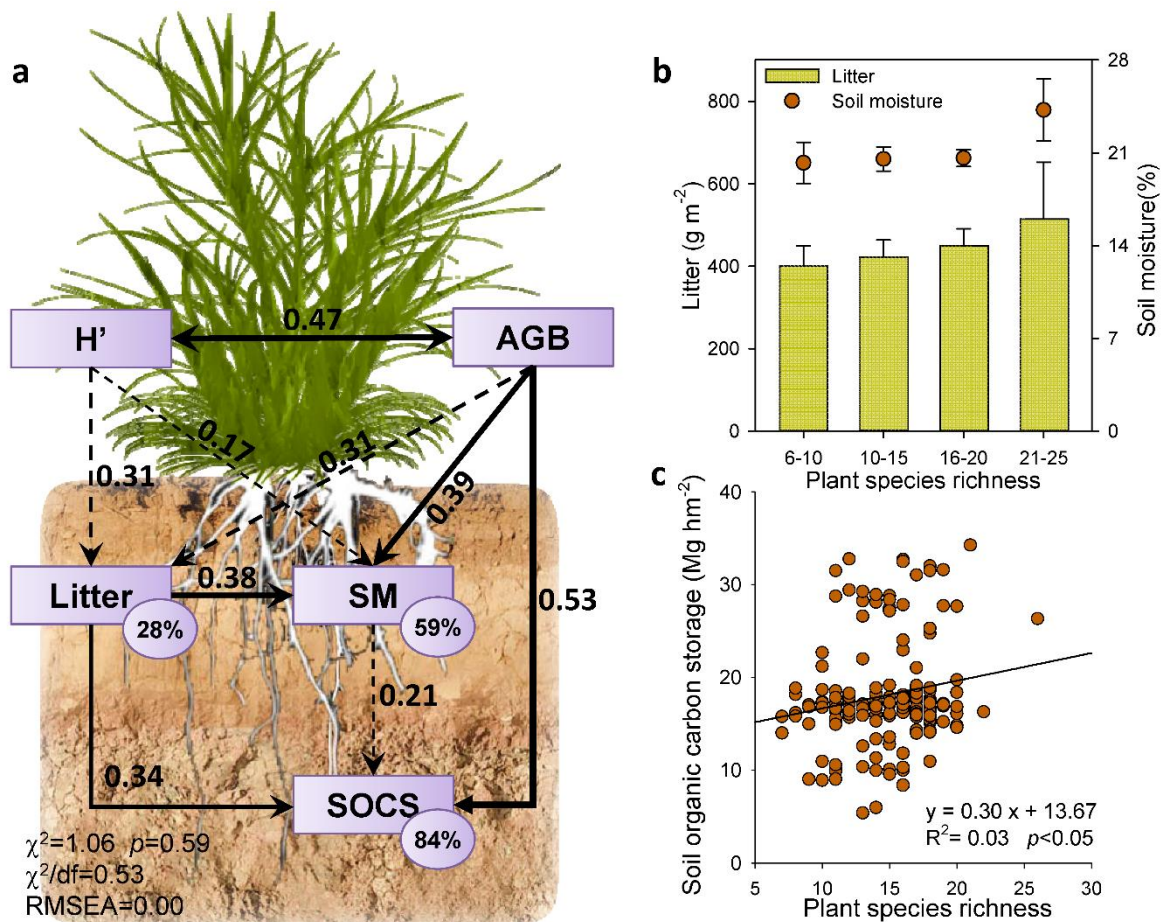 a
H’
0.47
AGB
0.31
0.17
0.31
0.39
Litter
28%
0.38
SM
59%
0.53
0.21
0.34
SOCS
84%
χ²=1.06 p=0.59
χ²/df=0.53
RMSEA=0.00
b
Litter
Soil moisture
Litter (g m⁻²)
800
600
400
200
0
Soil moisture(%)
28
21
14
7
0
6-10 10-15 16-20 21-25
Plant species richness
c
Soil organic carbon storage (Mg hm⁻²)
40
30
20
10
0
y = 0.30 x + 13.67
R²= 0.03 p<0.05
5 10 15 20 25 30
Plant species richness